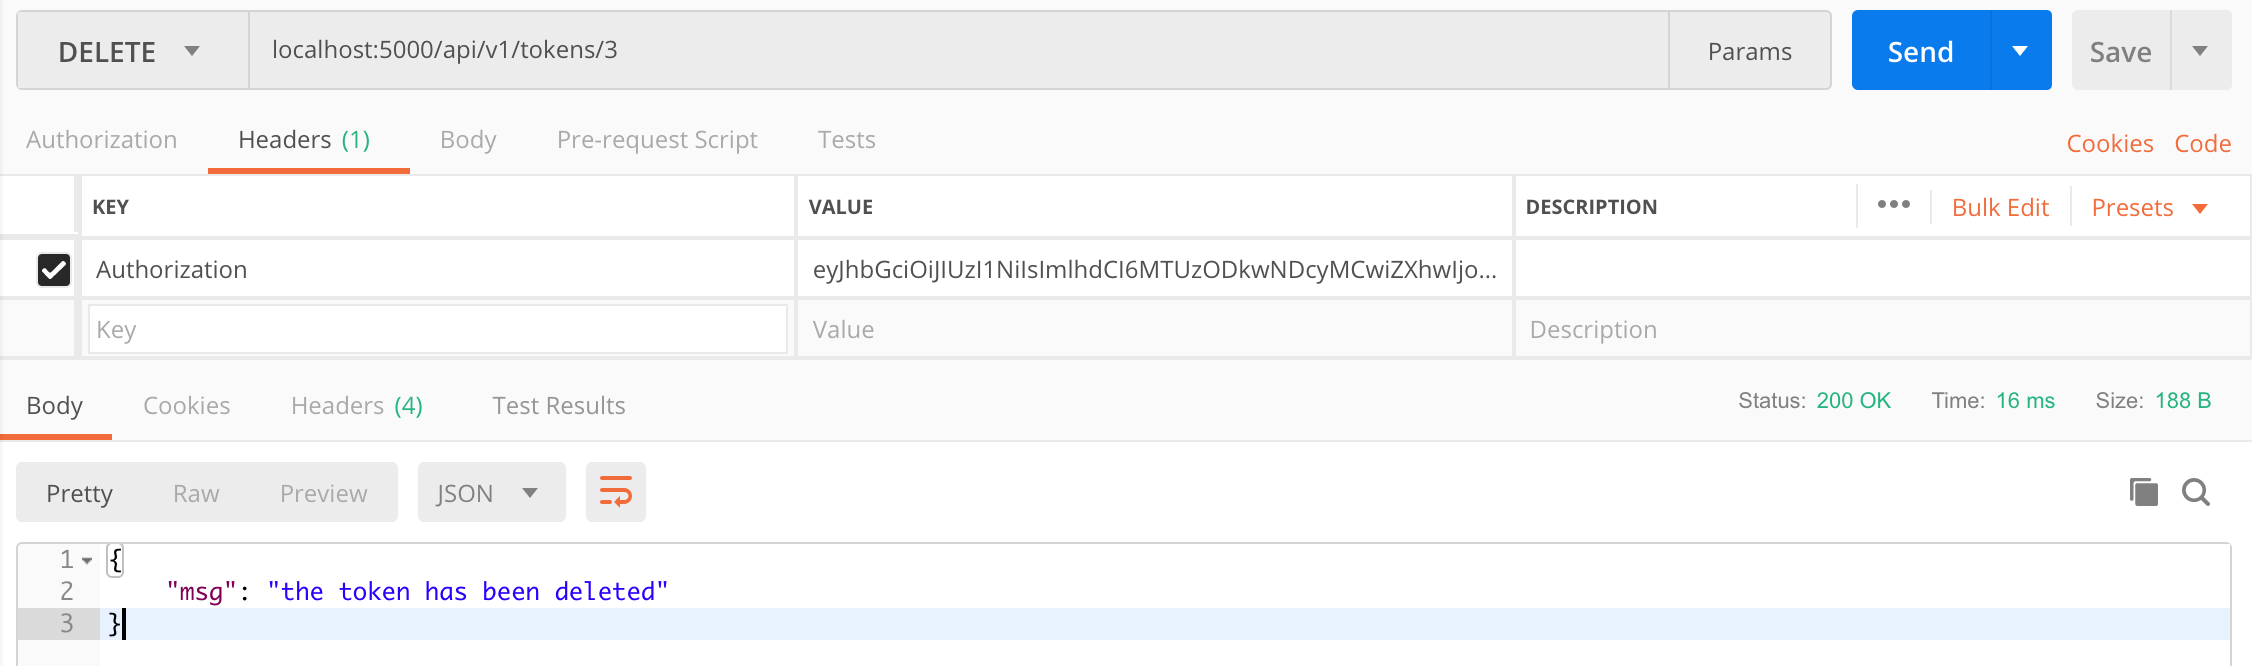 DELETE localhost:5000/api/v1/tokens/3 Params Send Save
Authorization Headers (1) Body Pre-request Script Tests Cookies Code
KEY VALUE DESCRIPTION ••• Bulk Edit Presets
Authorization eyJhbGciOiJIUzI1NiIsImlhdCI6MTUzODkwNDcyMCwiZXhwIjo...
Key Value Description
Body Cookies Headers (4) Test Results Status: 200 OK Time: 16 ms Size: 188 B
Pretty Raw Preview JSON
1 {
2 "msg": "the token has been deleted"
3 }